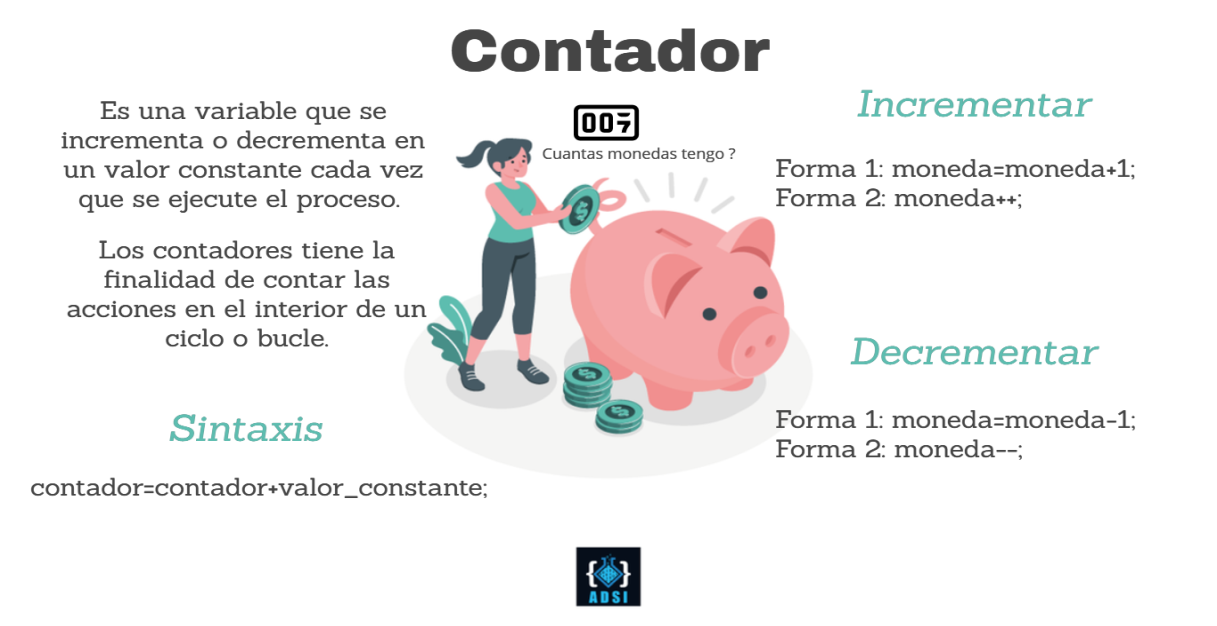 Contador
Es una variable que se
incrementa o decrementa en
un valor constante cada vez
que se ejecute el proceso.
Los contadores tiene la
finalidad de contar las
acciones en el interior de un
ciclo o bucle.
Sintaxis
contador=contador+valor_constante;
007
Cuantas monedas tengo ?
Incrementar
Forma 1: moneda=moneda+1;
Forma 2: moneda++;
Decrementar
Forma 1: moneda=moneda-1;
Forma 2: moneda--;
{ }
ADSI